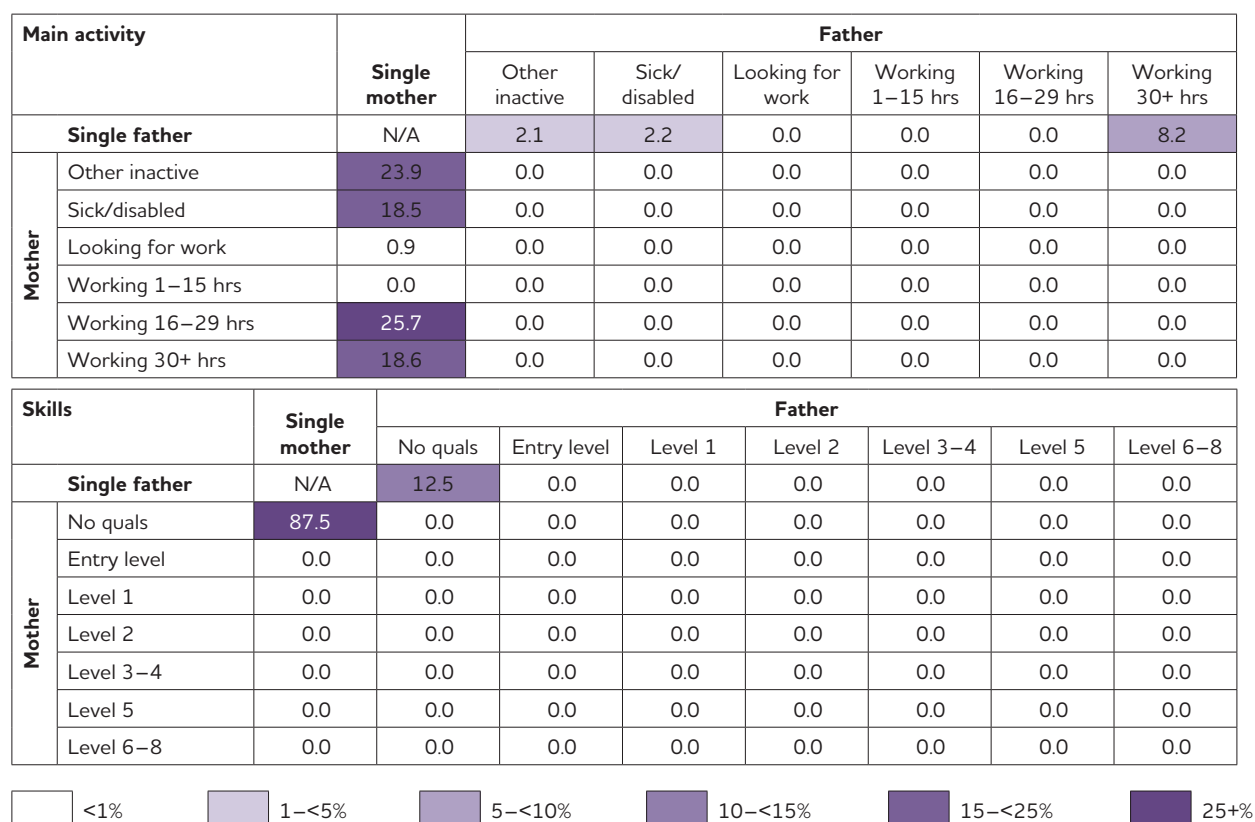 Main activity Single mother Father
Other inactive Sick/ disabled Looking for work Working 1–15 hrs Working 16–29 hrs Working 30+ hrs
Single father N/A 2.1 2.2 0.0 0.0 0.0 8.2
Mother
Other inactive 23.9 0.0 0.0 0.0 0.0 0.0 0.0
Sick/disabled 18.5 0.0 0.0 0.0 0.0 0.0 0.0
Looking for work 0.9 0.0 0.0 0.0 0.0 0.0 0.0
Working 1–15 hrs 0.0 0.0 0.0 0.0 0.0 0.0 0.0
Working 16–29 hrs 25.7 0.0 0.0 0.0 0.0 0.0 0.0
Working 30+ hrs 18.6 0.0 0.0 0.0 0.0 0.0 0.0
Skills Single mother Father
No quals Entry level Level 1 Level 2 Level 3–4 Level 5 Level 6–8
Single father N/A 12.5 0.0 0.0 0.0 0.0 0.0 0.0
Mother
No quals 87.5 0.0 0.0 0.0 0.0 0.0 0.0 0.0
Entry level 0.0 0.0 0.0 0.0 0.0 0.0 0.0 0.0
Level 1 0.0 0.0 0.0 0.0 0.0 0.0 0.0 0.0
Level 2 0.0 0.0 0.0 0.0 0.0 0.0 0.0 0.0
Level 3–4 0.0 0.0 0.0 0.0 0.0 0.0 0.0 0.0
Level 5 0.0 0.0 0.0 0.0 0.0 0.0 0.0 0.0
Level 6–8 0.0 0.0 0.0 0.0 0.0 0.0 0.0 0.0
<1% 1–<5% 5–<10% 10–<15% 15–<25% 25+%